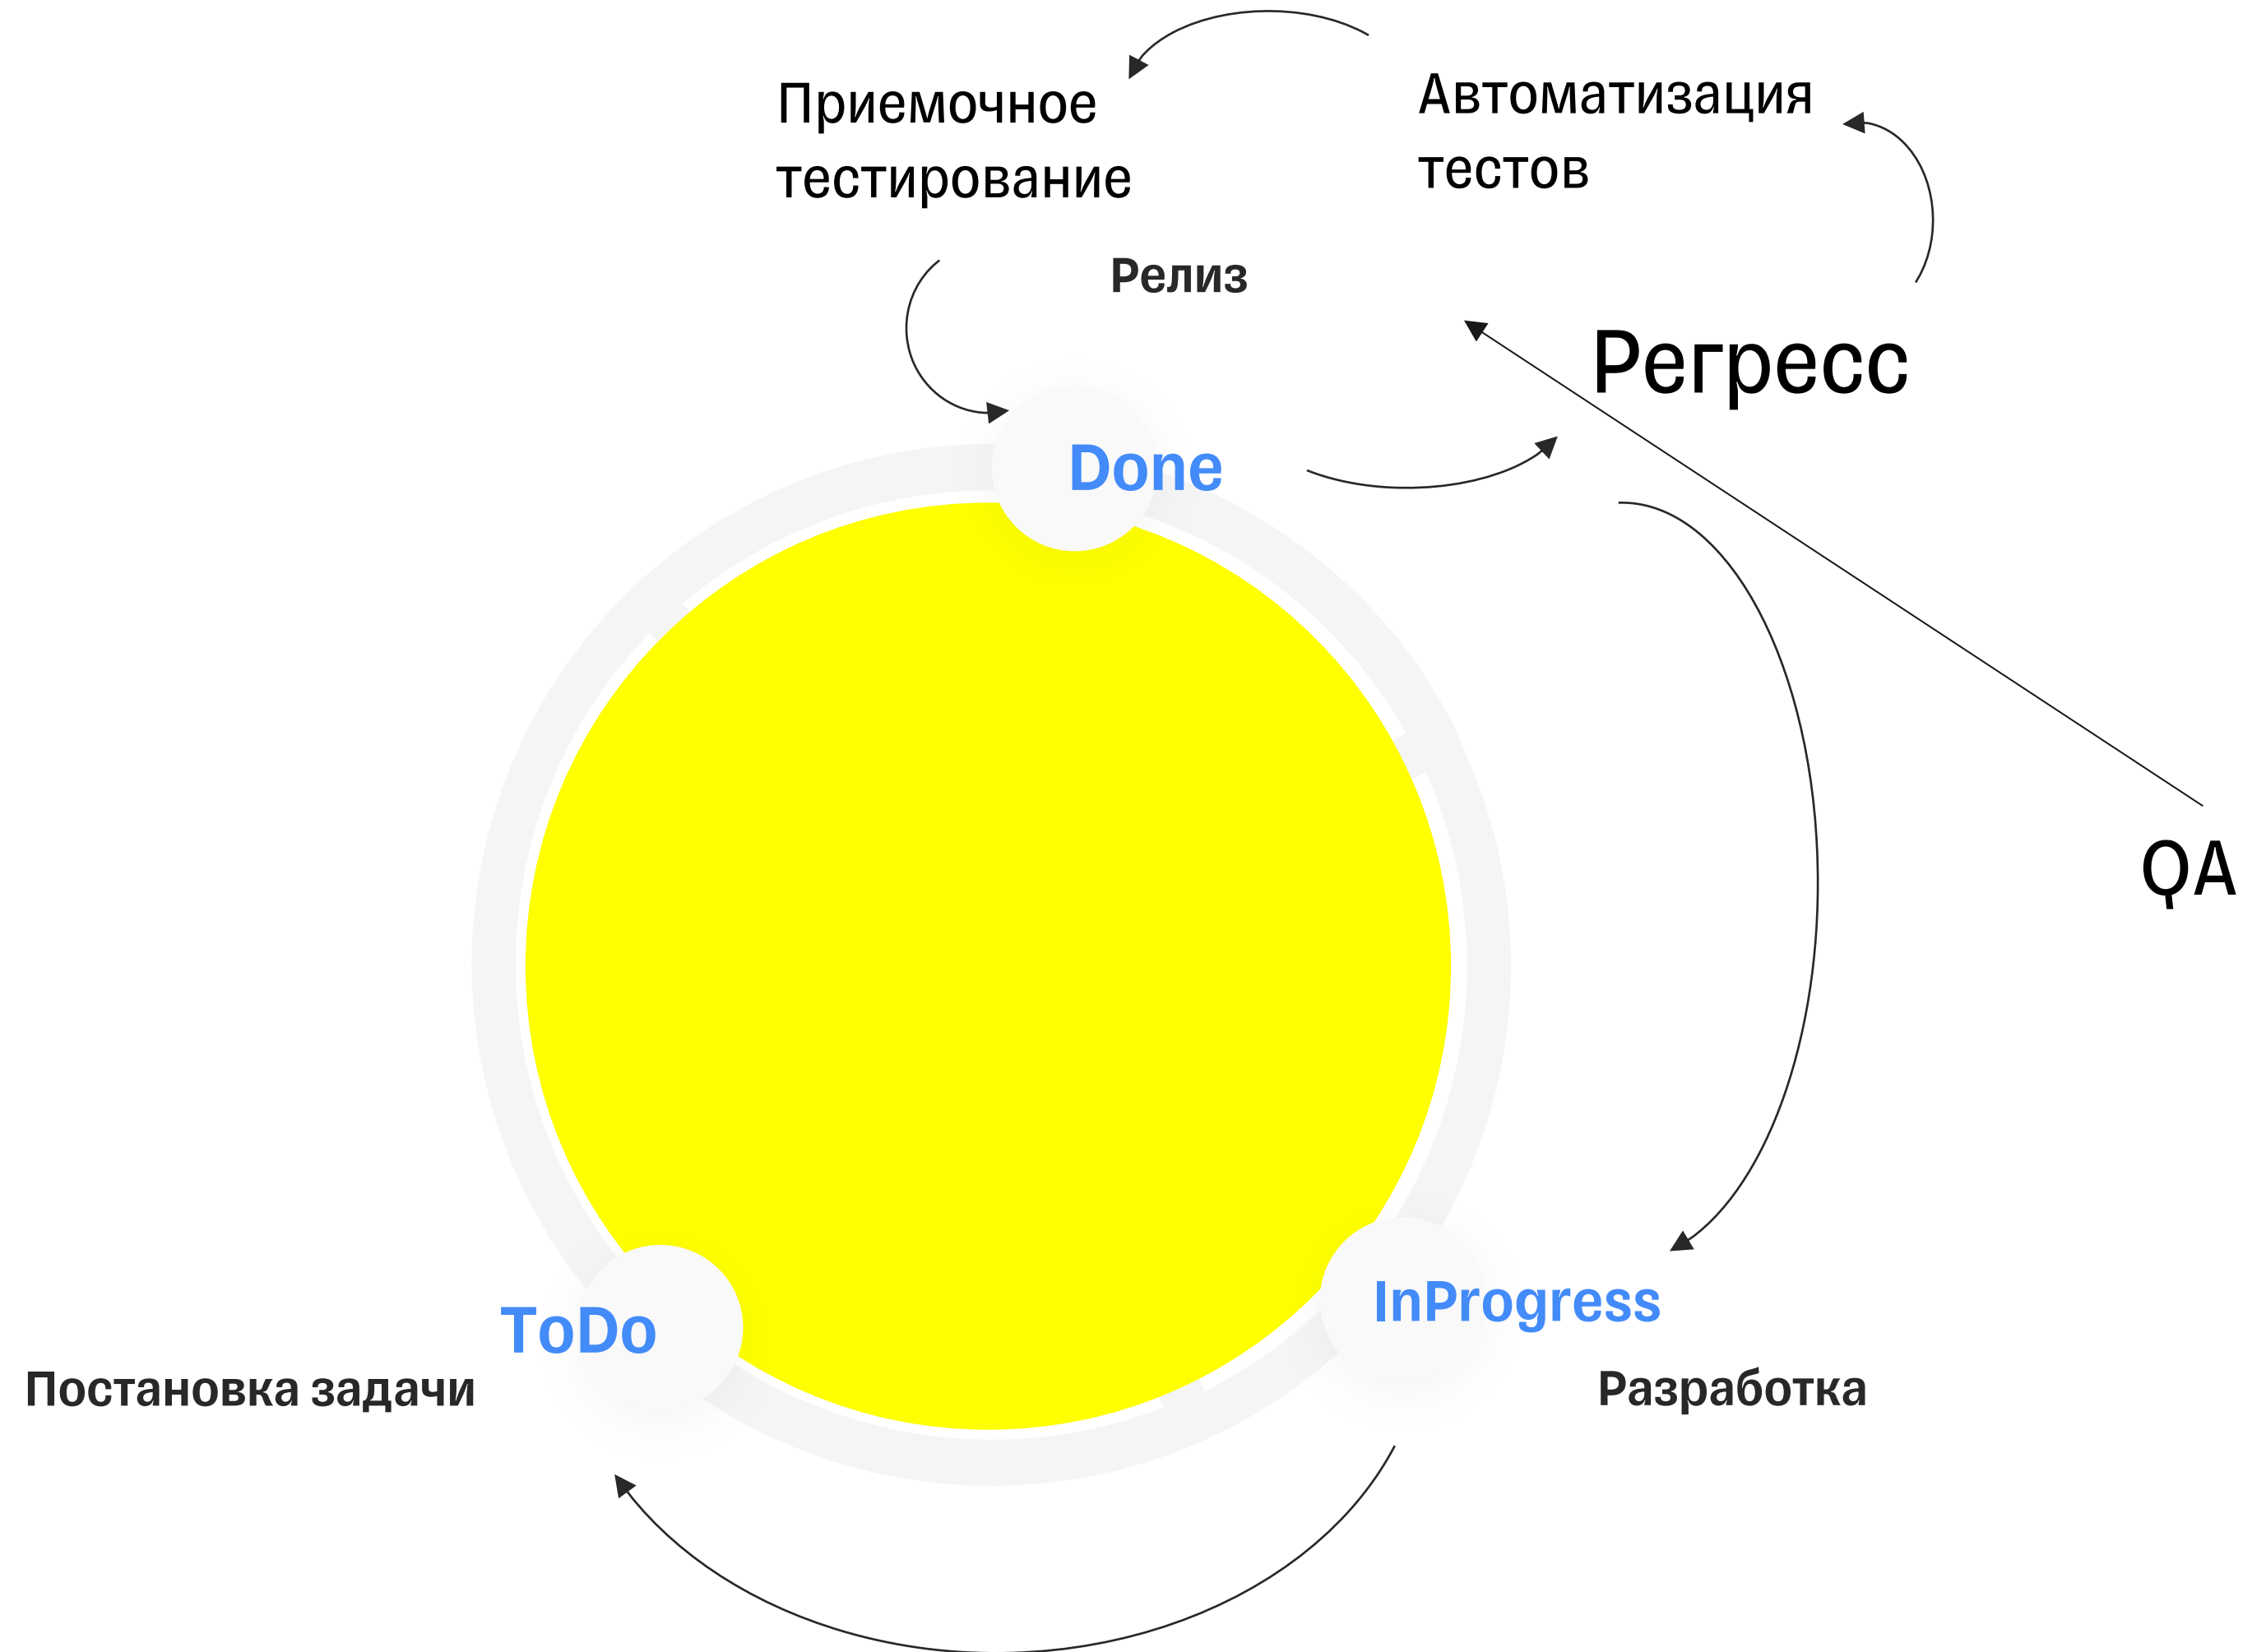 Приемочное
тестирование
Автоматизация
тестов
Релиз
Регресс
Done
QA
ToDo
Постановка задачи
InProgress
Разработка